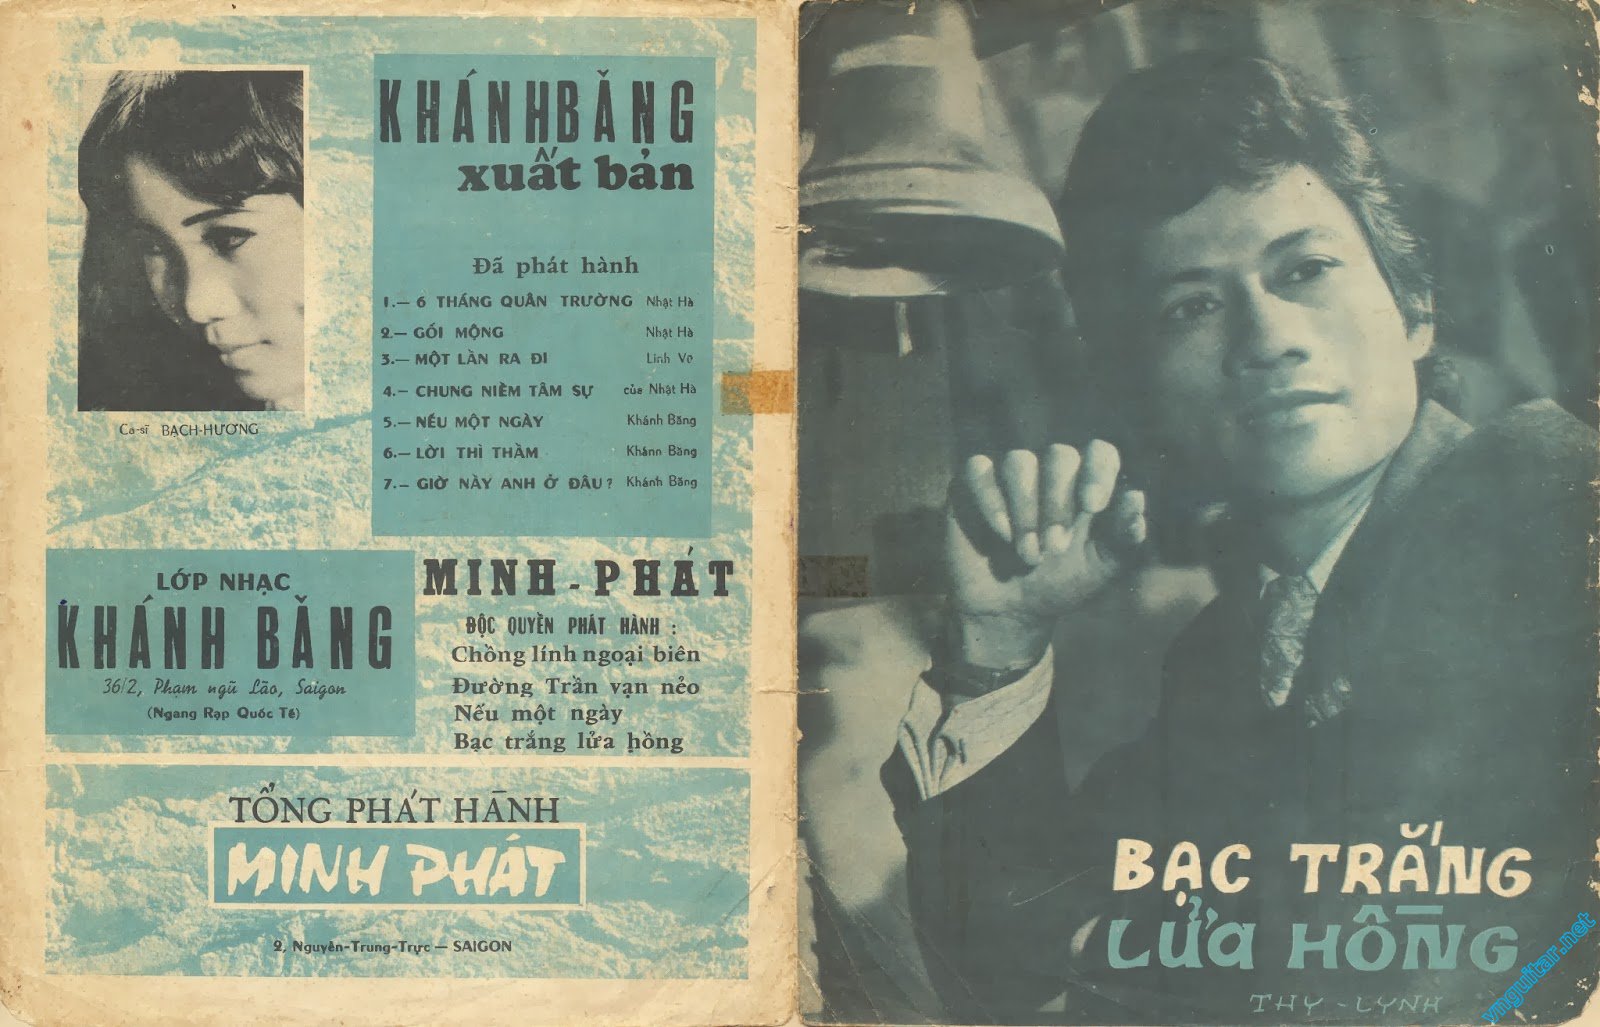 KHÁNH BĂNG
xuất bản
Đã phát hành
1.— 6 THÁNG QUÂN TRƯỜNG Nhật Hà
2.— GỐI MỘNG Nhật Hà
3.— MỘT LẦN RA ĐI Linh Vơ
4.— CHUNG NIỀM TÂM SỰ của Nhật Hà
5.— NẾU MỘT NGÀY Khánh Băng
6.— LỜI THÌ THẦM Khánh Băng
7.— GIỜ NÀY ANH Ở ĐÂU? Khánh Băng
Ca-sĩ BẠCH-HƯƠNG
LỚP NHẠC
KHÁNH BĂNG
36/2, Phạm ngũ Lão, Saigon
(Ngang Rạp Quốc Tế)
MINH - PHÁT
ĐỘC QUYỀN PHÁT HÀNH :
Chồng lính ngoại biên
Đường Trần vạn nẻo
Nếu một ngày
Bạc trắng lửa hồng
TỔNG PHÁT HÀNH
MINH PHÁT
2, Nguyễn-Trung-Trực — SAIGON
BẠC TRẮNG
LỬA HỒNG
THY - LYNH
vnguitar.net